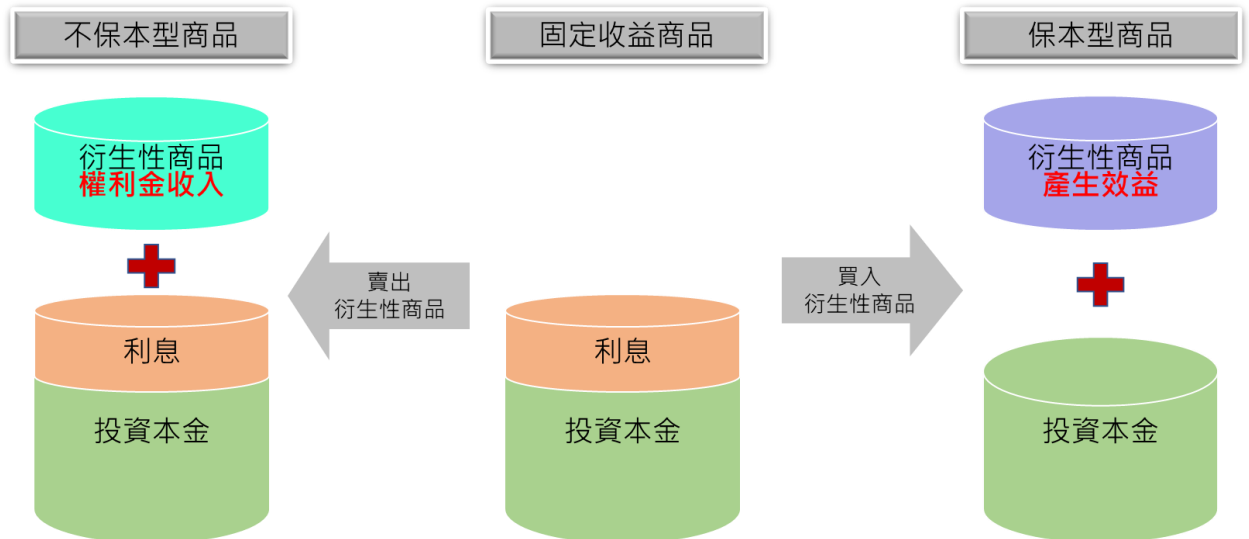 不保本型商品
固定收益商品
保本型商品
衍生性商品
權利金收入
利息
投資本金
賣出
衍生性商品
利息
投資本金
買入
衍生性商品
衍生性商品
產生效益
投資本金